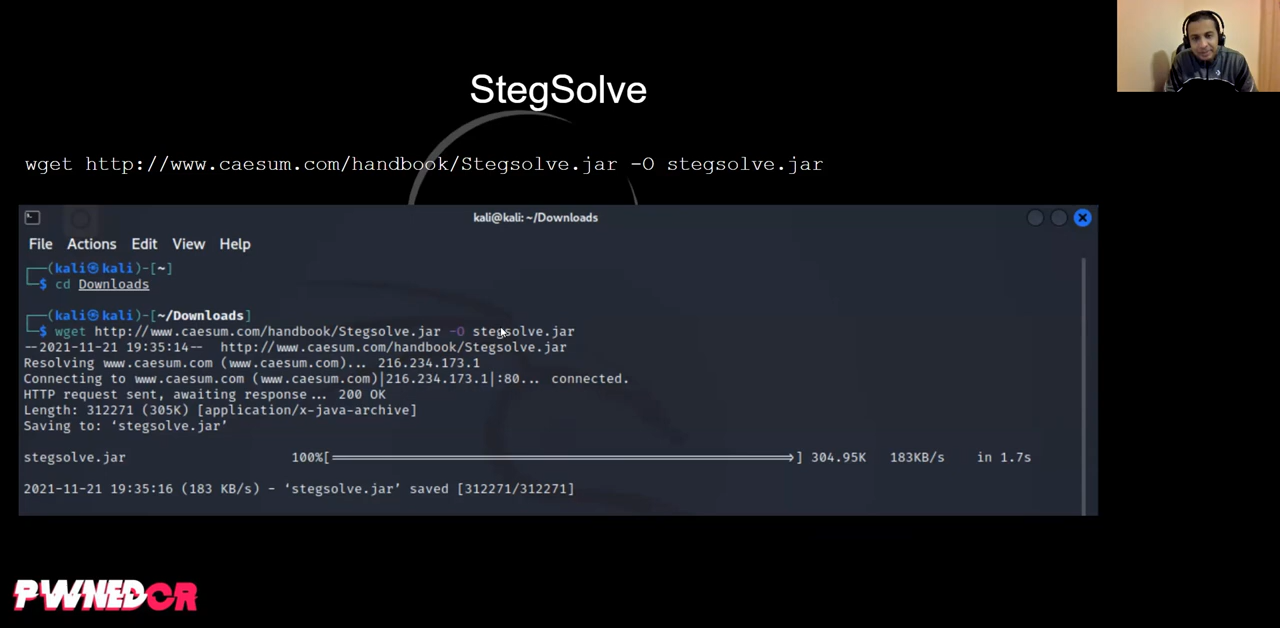 StegSolve
wget http://www.caesum.com/handbook/Stegsolve.jar -O stegsolve.jar
kali@kali: ~/Downloads
File Actions Edit View Help
┌──(kali㉿kali)-[~]
└─$ cd Downloads
┌──(kali㉿kali)-[~/Downloads]
└─$ wget http://www.caesum.com/handbook/Stegsolve.jar -O stegsolve.jar
--2021-11-21 19:35:14--  http://www.caesum.com/handbook/Stegsolve.jar
Resolving www.caesum.com (www.caesum.com)... 216.234.173.1
Connecting to www.caesum.com (www.caesum.com)|216.234.173.1|:80... connected.
HTTP request sent, awaiting response... 200 OK
Length: 312271 (305K) [application/x-java-archive]
Saving to: ‘stegsolve.jar’
stegsolve.jar 100%[===================>] 304.95K 183KB/s in 1.7s
2021-11-21 19:35:16 (183 KB/s) - ‘stegsolve.jar’ saved [312271/312271]
PWNEDCR